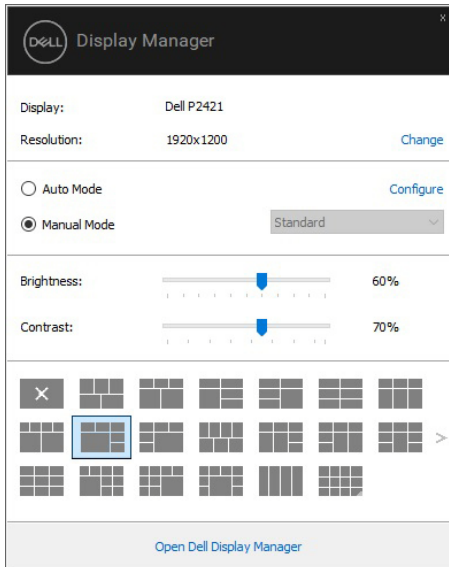 x
DELL Display Manager
Display: Dell P2421
Resolution: 1920x1200 Change
Auto Mode Configure
Manual Mode Standard
Brightness: 60%
Contrast: 70%
Open Dell Display Manager